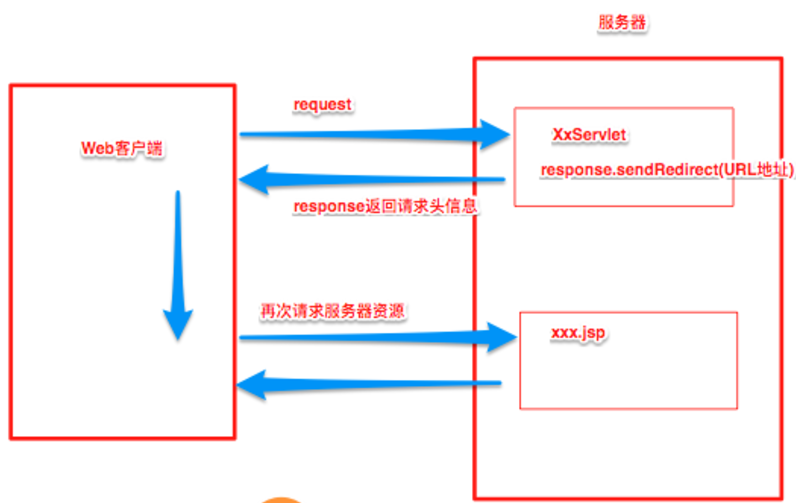 服务器
request
Web客户端
XxServlet
response.sendRedirect(URL地址)
response返回请求头信息
再次请求服务器资源
xxx.jsp